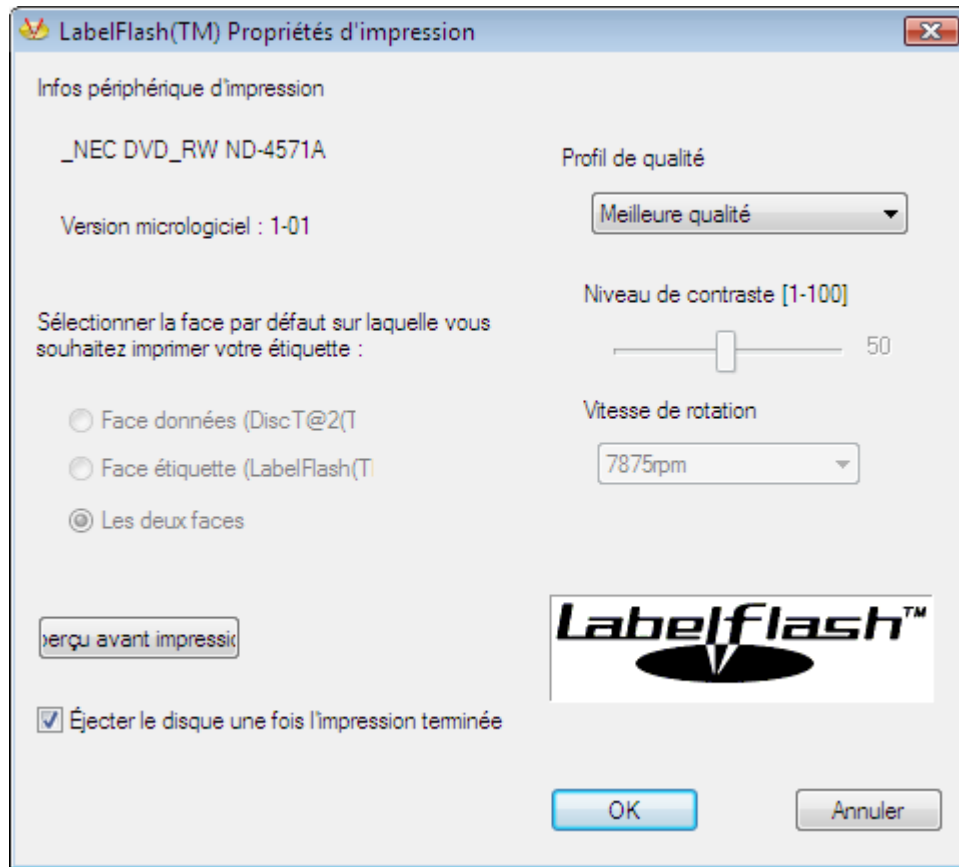 LabelFlash(TM) Propriétés d'impression
Infos périphérique d'impression
_NEC DVD_RW ND-4571A
Version micrologiciel : 1-01
Profil de qualité
Meilleure qualité
Niveau de contraste [1-100]
50
Vitesse de rotation
7875rpm
Sélectionner la face par défaut sur laquelle vous
souhaitez imprimer votre étiquette :
Face données (DiscT@2(T
Face étiquette (LabelFlash(T
Les deux faces
perçu avant impressio
Labelflash™
Éjecter le disque une fois l'impression terminée
OK
Annuler